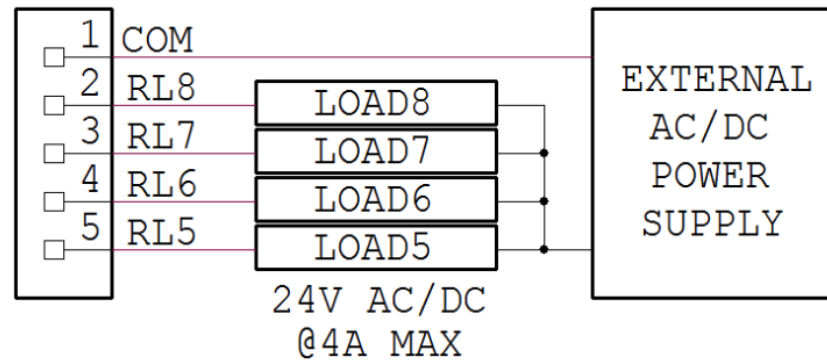 1 COM
2 RL8
3 RL7
4 RL6
5 RL5
LOAD8
LOAD7
LOAD6
LOAD5
24V AC/DC
@4A MAX
EXTERNAL
AC/DC
POWER
SUPPLY